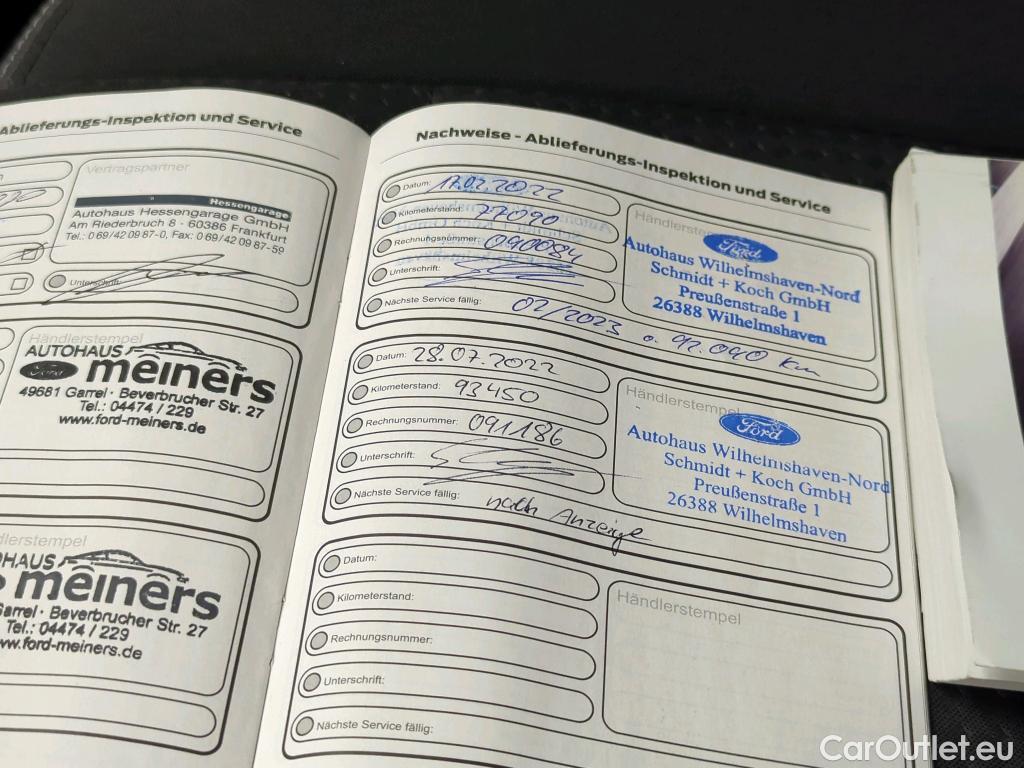 Ablieferungs-Inspektion und Service
Vertragspartner
Hessengarage
Autohaus Hessengarage GmbH
Am Riederbruch 8 · 60386 Frankfurt
Tel.: 0 69/42 09 87-0, Fax: 0 69/42 09 87-59
Unterschrift:
Händlerstempel
AUTOHAUS
Ford meiners
49681 Garrel · Beverbrucher Str. 27
Tel.: 04474 / 229
www.ford-meiners.de
dlerstempel
OHAUS
meiners
Garrel · Beverbrucher Str. 27
Tel.: 04474 / 229
ww.ford-meiners.de
Nachweise - Ablieferungs-Inspektion und Service
Datum: 17.02.2022
Kilometerstand: 77090
Rechnungsnummer: 090084
Unterschrift:
Nächste Service fällig: 02/2023 o. 92.090 km
Händlerstempel
Ford
Autohaus Wilhelmshaven-Nord
Schmidt + Koch GmbH
Preußenstraße 1
26388 Wilhelmshaven
Datum: 28.07.2022
Kilometerstand: 93450
Rechnungsnummer: 091186
Unterschrift:
Nächste Service fällig: nach Anzeige
Händlerstempel
Ford
Autohaus Wilhelmshaven-Nord
Schmidt + Koch GmbH
Preußenstraße 1
26388 Wilhelmshaven
Datum:
Kilometerstand:
Rechnungsnummer:
Unterschrift:
Nächste Service fällig:
Händlerstempel
CarOutlet.eu